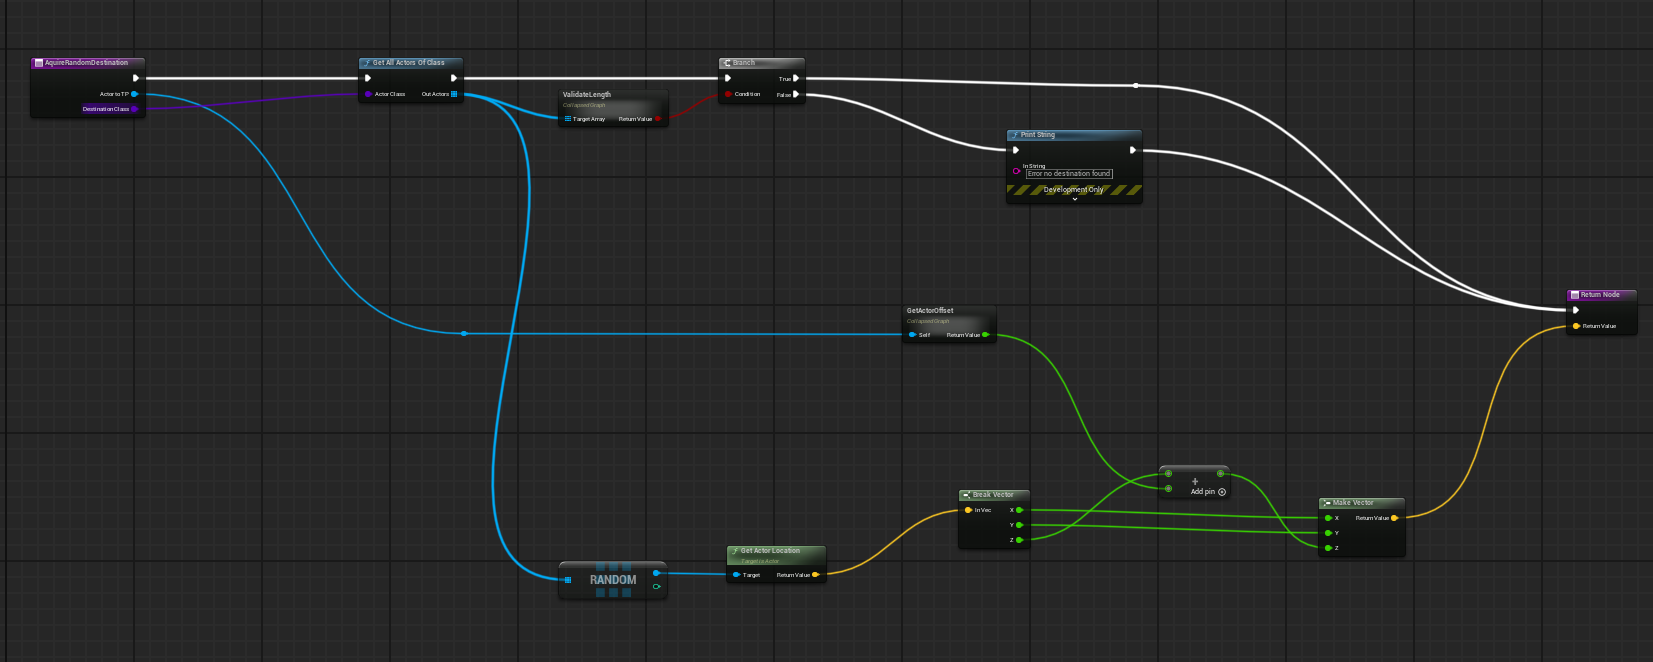 AquireRandomDestination
Actor to TP
Destination Class
Get All Actors Of Class
Actor Class
Out Actors
ValidateLength
Collapsed Graph
Target Array
Return Value
Branch
Condition
True
False
Print String
In String
Error no destination found
Development Only
GetActorOffset
Collapsed Graph
Self
Return Value
Return Node
Return Value
RANDOM
Get Actor Location
Target is Actor
Target
Return Value
Break Vector
In Vec
X
Y
Z
+
Add pin
Make Vector
X
Y
Z
Return Value